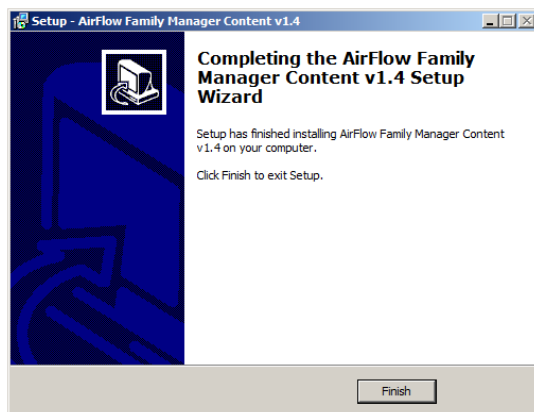 Setup - AirFlow Family Manager Content v1.4
Completing the AirFlow Family
Manager Content v1.4 Setup
Wizard
Setup has finished installing AirFlow Family Manager Content
v1.4 on your computer.
Click Finish to exit Setup.
Finish